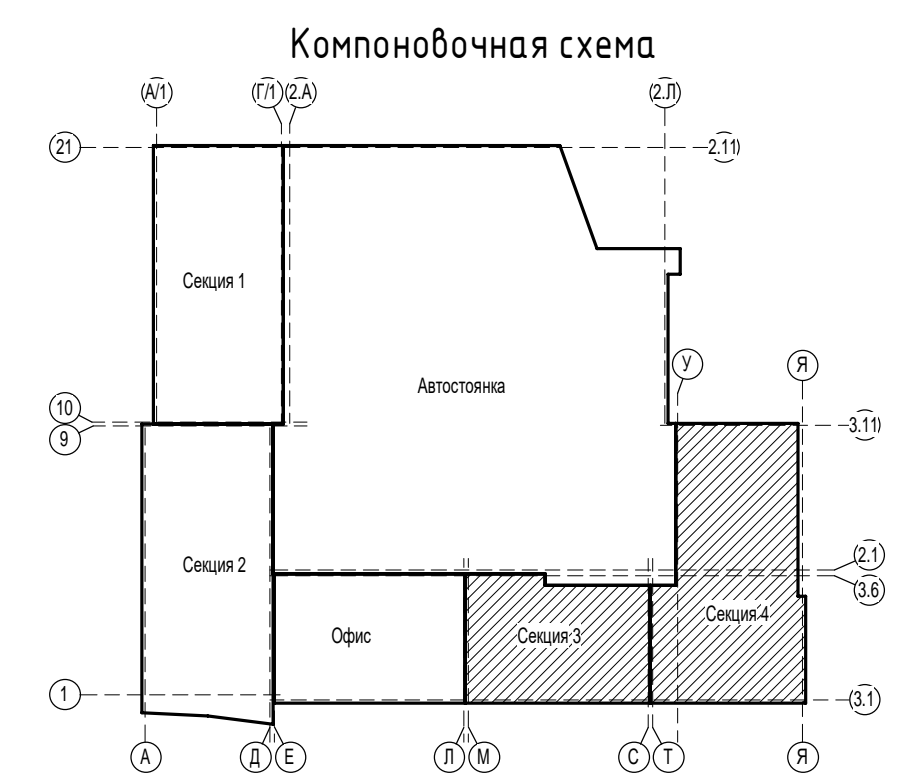 Компоновочная схема
А/1 Г/1 2.А 2.Л
21 2.11
Секция 1
У Я
Автостоянка
10
9 3.11
Секция 2
2.1
3.6
Офис Секция 3 Секция 4
1 3.1
А Д Е Л М С Т Я